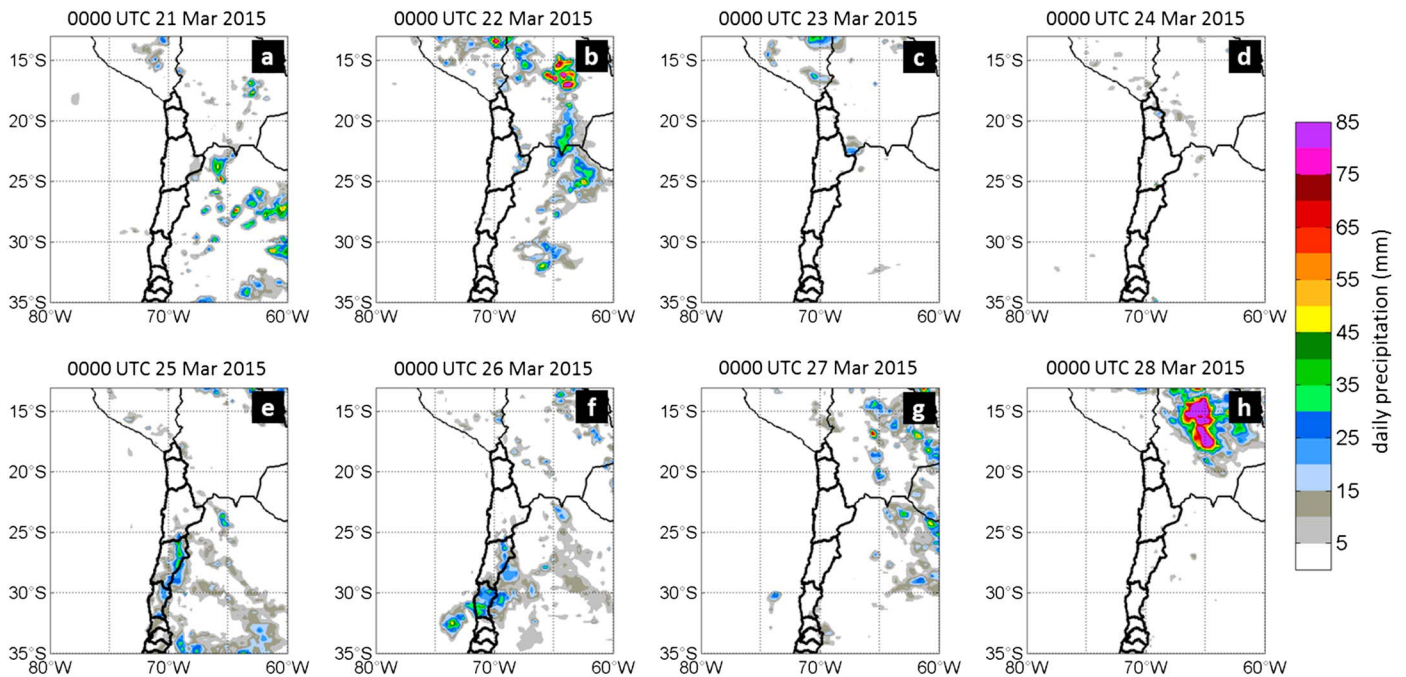 0000 UTC 21 Mar 2015
0000 UTC 22 Mar 2015
0000 UTC 23 Mar 2015
0000 UTC 24 Mar 2015
a
b
c
d
15°S
20°S
25°S
30°S
35°S
80°W
70°W
60°W
15°S
20°S
25°S
30°S
35°S
80°W
70°W
60°W
15°S
20°S
25°S
30°S
35°S
80°W
70°W
60°W
15°S
20°S
25°S
30°S
35°S
80°W
70°W
60°W
0000 UTC 25 Mar 2015
0000 UTC 26 Mar 2015
0000 UTC 27 Mar 2015
0000 UTC 28 Mar 2015
e
f
g
h
15°S
20°S
25°S
30°S
35°S
80°W
70°W
60°W
15°S
20°S
25°S
30°S
35°S
80°W
70°W
60°W
15°S
20°S
25°S
30°S
35°S
80°W
70°W
60°W
15°S
20°S
25°S
30°S
35°S
80°W
70°W
60°W
85
75
65
55
45
35
25
15
5
daily precipitation (mm)